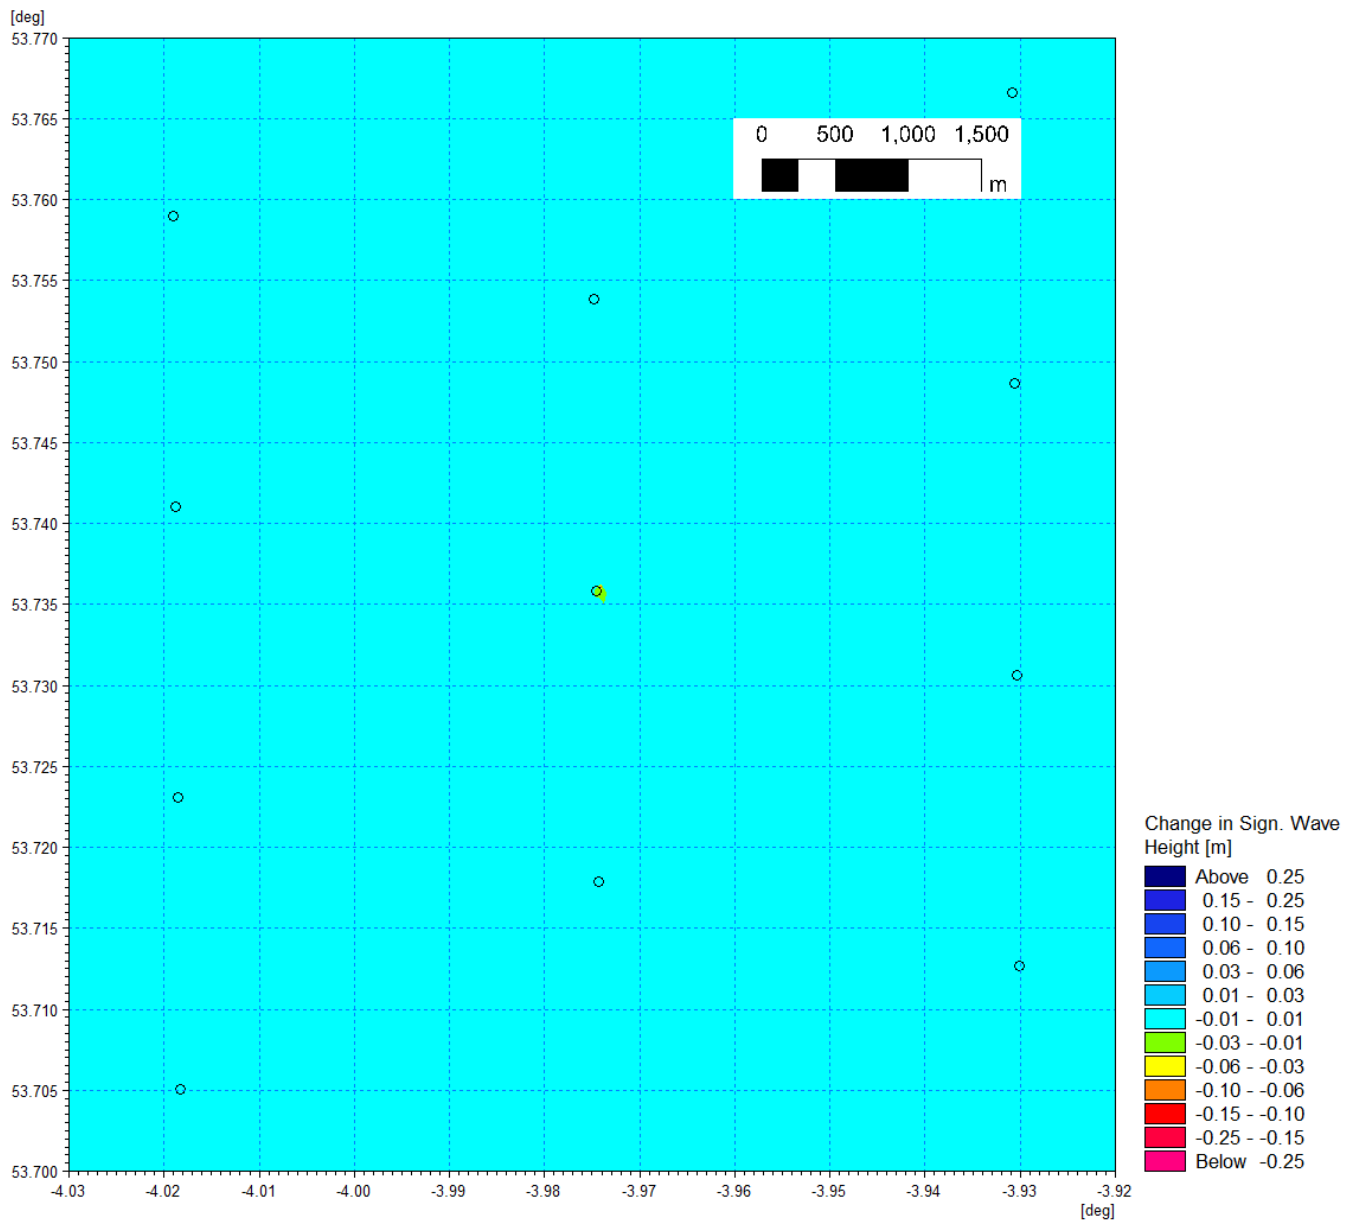 [deg]
53.770
53.765
53.760
53.755
53.750
53.745
53.740
53.735
53.730
53.725
53.720
53.715
53.710
53.705
53.700
0 500 1,000 1,500
m
-4.03 -4.02 -4.01 -4.00 -3.99 -3.98 -3.97 -3.96 -3.95 -3.94 -3.93 -3.92
[deg]
Change in Sign. Wave
Height [m]
Above 0.25
0.15 - 0.25
0.10 - 0.15
0.06 - 0.10
0.03 - 0.06
0.01 - 0.03
-0.01 - 0.01
-0.03 - -0.01
-0.06 - -0.03
-0.10 - -0.06
-0.15 - -0.10
-0.25 - -0.15
Below -0.25